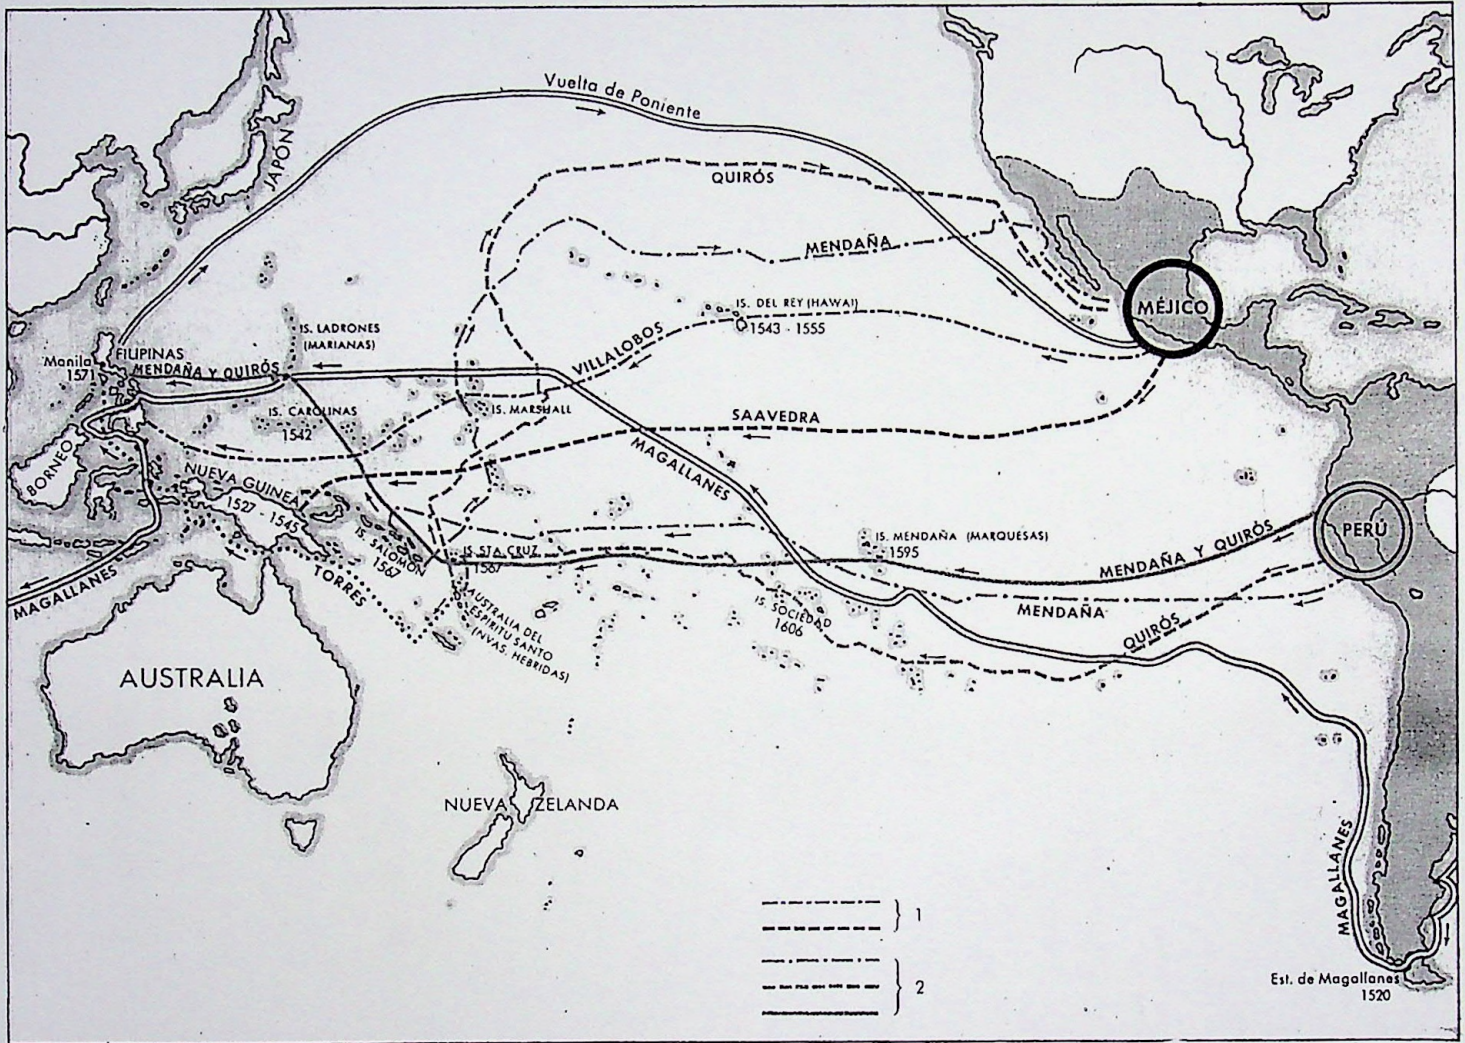 Vuelta de Poniente
JAPÓN
QUIRÓS
MENDAÑA
IS. DEL REY (HAWAI)
1543 - 1555
MÉJICO
IS. LADRONES
(MARIANAS)
FILIPINAS
Manila
1571
MENDAÑA Y QUIRÓS
VILLALOBOS
IS. CAROLINAS
1542
IS. MARSHALL
SAAVEDRA
BORNEO
NUEVA GUINEA
1527 - 1545
MAGALLANES
IS. SALOMON
1567
IS. STA. CRUZ
1567
IS. MENDAÑA (MARQUESAS)
1595
MENDAÑA Y QUIRÓS
PERÚ
MAGALLANES
TORRES
AUSTRALIA DEL
ESPIRITU SANTO
(NVAS. HEBRIDAS)
IS. SOCIEDAD
1606
MENDAÑA
QUIRÓS
AUSTRALIA
NUEVA ZELANDA
MAGALLANES
1
2
Est. de Magallanes
1520